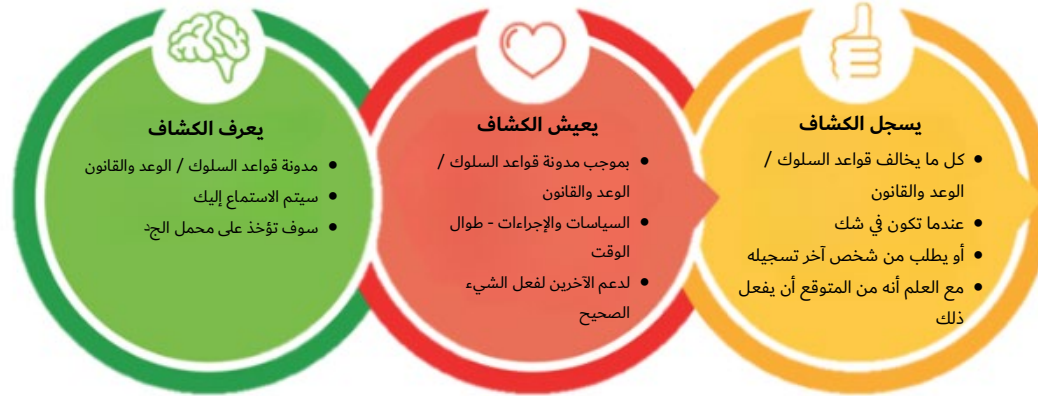 يعرف الكشاف
• مدونة قواعد السلوك / الوعد والقانون
• سيتم الاستماع إليك
• سوف تؤخذ على محمل الجد
يعيش الكشاف
• بموجب مدونة قواعد السلوك /
الوعد والقانون
• السياسات والإجراءات - طوال
الوقت
• لدعم الآخرين لفعل الشيء
الصحيح
يسجل الكشاف
• كل ما يخالف قواعد السلوك /
الوعد والقانون
• عندما تكون في شك
• أو يطلب من شخص آخر تسجيله
• مع العلم أنه من المتوقع أن يفعل
ذلك